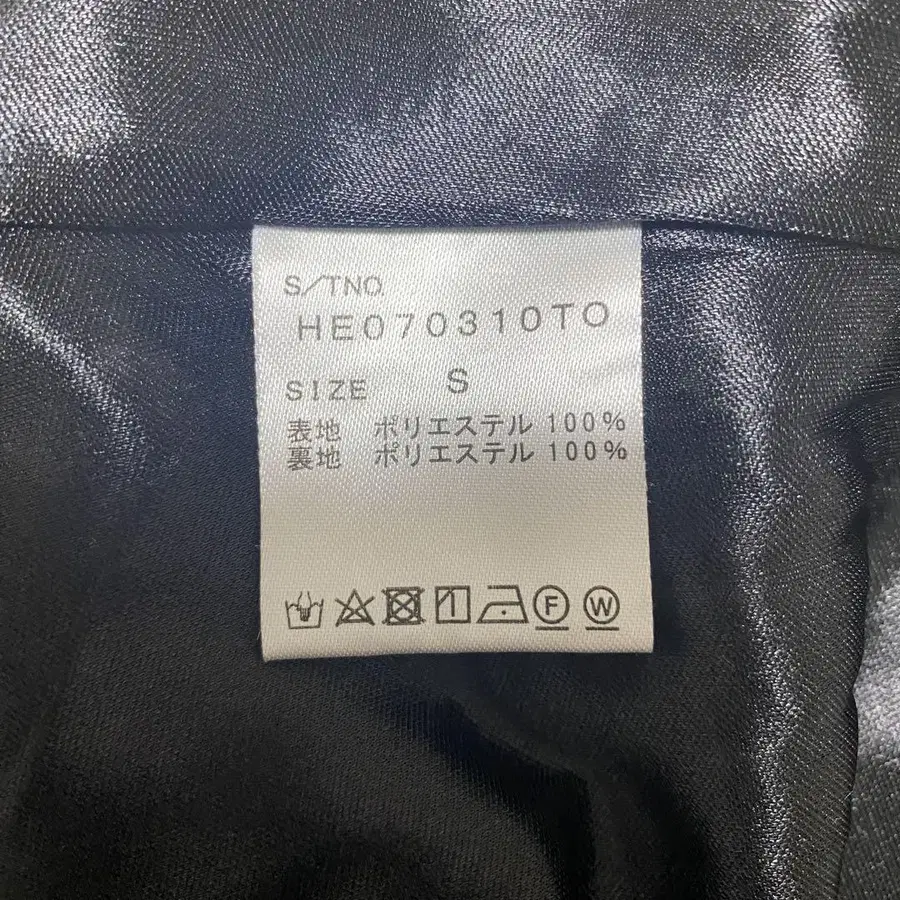 S/TNO.
HE070310TO
SIZE S
表地 ポリエステル 100%
裏地 ポリエステル 100%
F W